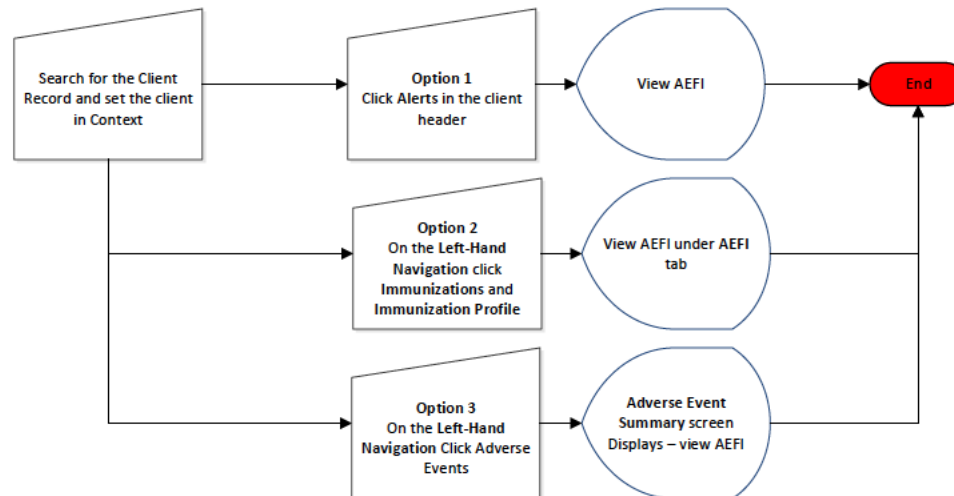 Search for the Client
Record and set the client
in Context
Option 1
Click Alerts in the client
header
View AEFI
End
Option 2
On the Left-Hand
Navigation click
Immunizations and
Immunization Profile
View AEFI under AEFI
tab
Option 3
On the Left-Hand
Navigation Click Adverse
Events
Adverse Event
Summary screen
Displays – view AEFI